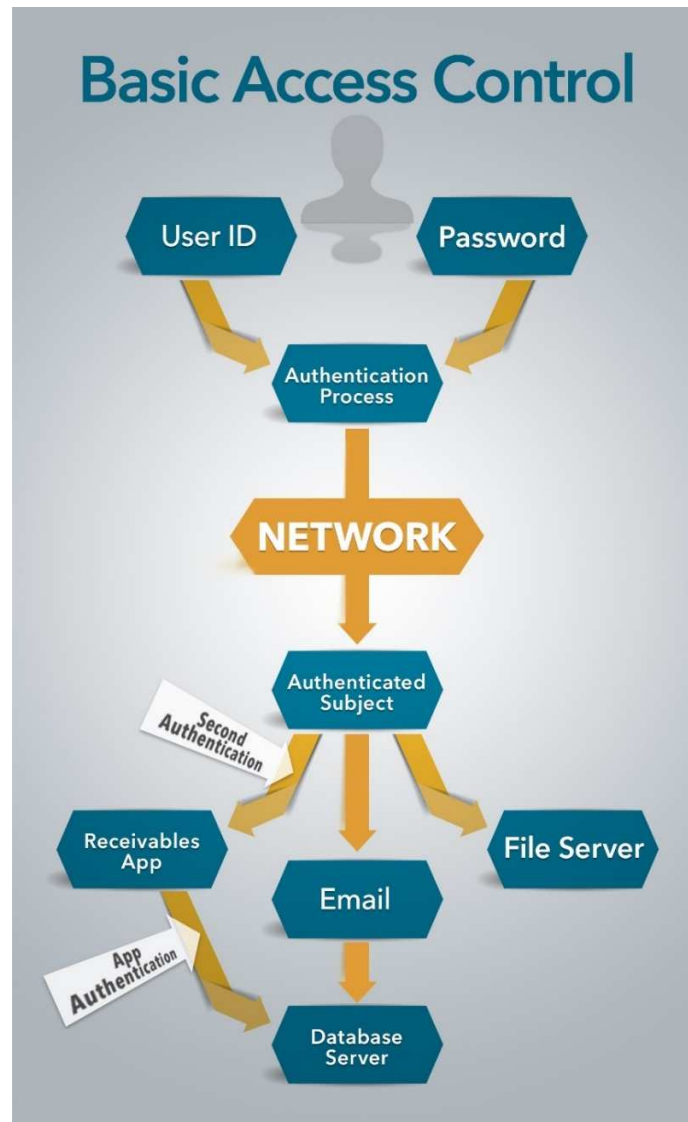 Basic Access Control
User ID
Password
Authentication
Process
NETWORK
Authenticated
Subject
Second
Authentication
Receivables
App
File Server
Email
App
Authentication
Database
Server